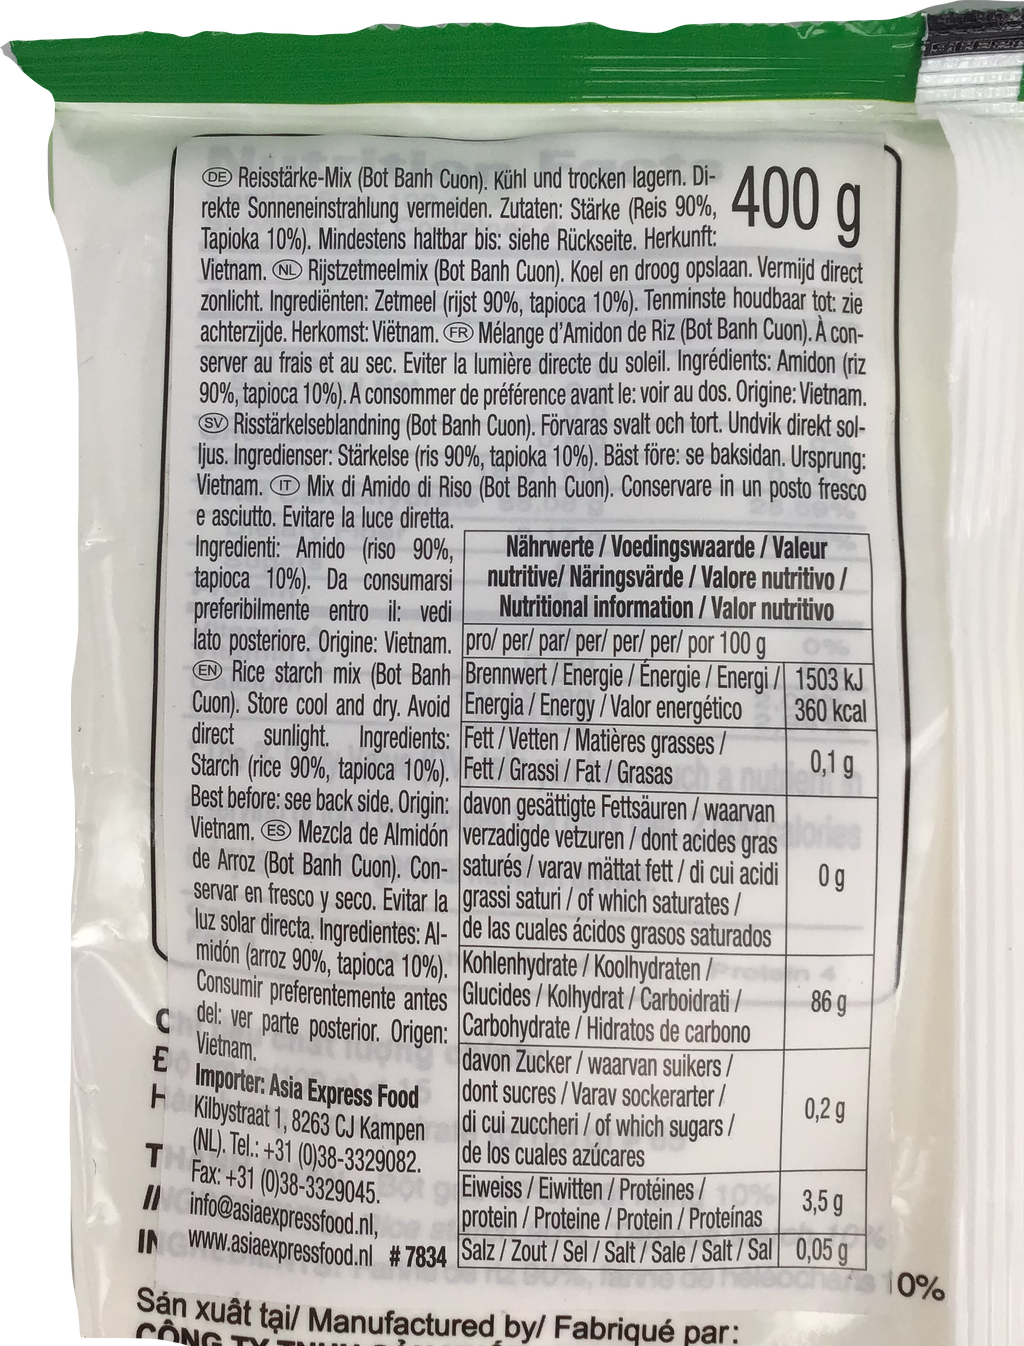 DE Reisstärke-Mix (Bot Banh Cuon). Kühl und trocken lagern. Di-
rekte Sonneneinstrahlung vermeiden. Zutaten: Stärke (Reis 90%,
Tapioka 10%). Mindestens haltbar bis: siehe Rückseite. Herkunft:
400 g
Vietnam. NL Rijstzetmeelmix (Bot Banh Cuon). Koel en droog opslaan. Vermijd direct
zonlicht. Ingrediënten: Zetmeel (rijst 90%, tapioca 10%). Tenminste houdbaar tot: zie
achterzijde. Herkomst: Viëtnam. FR Mélange d'Amidon de Riz (Bot Banh Cuon). À con-
server au frais et au sec. Eviter la lumière directe du soleil. Ingrédients: Amidon (riz
90%, tapioca 10%). A consommer de préférence avant le: voir au dos. Origine: Vietnam.
SV Risstärkelseblandning (Bot Banh Cuon). Förvaras svalt och tort. Undvik direkt sol-
ljus. Ingredienser: Stärkelse (ris 90%, tapioka 10%). Bäst före: se baksidan. Ursprung:
Vietnam. IT Mix di Amido di Riso (Bot Banh Cuon). Conservare in un posto fresco
e asciutto. Evitare la luce diretta.
Ingredienti: Amido (riso 90%,
tapioca 10%). Da consumarsi
preferibilmente entro il: vedi
lato posteriore. Origine: Vietnam.
EN Rice starch mix (Bot Banh
Cuon). Store cool and dry. Avoid
direct sunlight. Ingredients:
Starch (rice 90%, tapioca 10%).
Best before: see back side. Origin:
Vietnam. ES Mezcla de Almidón
de Arroz (Bot Banh Cuon). Con-
servar en fresco y seco. Evitar la
luz solar directa. Ingredientes: Al-
midón (arroz 90%, tapioca 10%).
Consumir preferentemente antes
del: ver parte posterior. Origen:
Vietnam.
Importer: Asia Express Food
Kilbystraat 1, 8263 CJ Kampen
(NL). Tel.: +31 (0)38-3329082.
Fax: +31 (0)38-3329045.
info@asiaexpressfood.nl,
www.asiaexpressfood.nl # 7834
Nährwerte / Voedingswaarde / Valeur
nutritive/ Näringsvärde / Valore nutritivo /
Nutritional information / Valor nutritivo
pro/ per/ par/ per/ per/ per/ por 100 g
Brennwert / Energie / Énergie / Energi / 1503 kJ
Energia / Energy / Valor energético 360 kcal
Fett / Vetten / Matières grasses /
Fett / Grassi / Fat / Grasas 0,1 g
davon gesättigte Fettsäuren / waarvan
verzadigde vetzuren / dont acides gras
saturés / varav mättat fett / di cui acidi 0 g
grassi saturi / of which saturates /
de las cuales ácidos grasos saturados
Kohlenhydrate / Koolhydraten /
Glucides / Kolhydrat / Carboidrati / 86 g
Carbohydrate / Hidratos de carbono
davon Zucker / waarvan suikers /
dont sucres / Varav sockerarter / 0,2 g
di cui zuccheri / of which sugars /
de los cuales azúcares
Eiweiss / Eiwitten / Protéines / 3,5 g
protein / Proteine / Protein / Proteínas
Salz / Zout / Sel / Salt / Sale / Salt / Sal 0,05 g
10%
Sản xuất tại/ Manufactured by/ Fabriqué par:
CÔNG TY TNHH